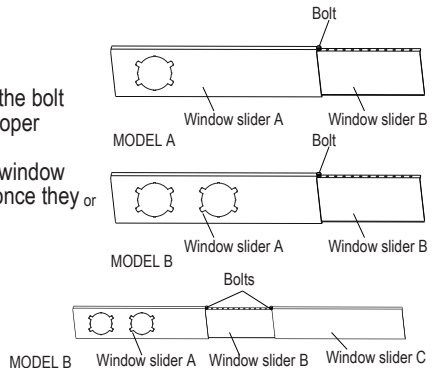 Bolt
the bolt
oper
Window slider A Window slider B
MODEL A
Bolt
window
once they or
Window slider A Window slider B
MODEL B
Bolts
MODEL B Window slider A Window slider B Window slider C